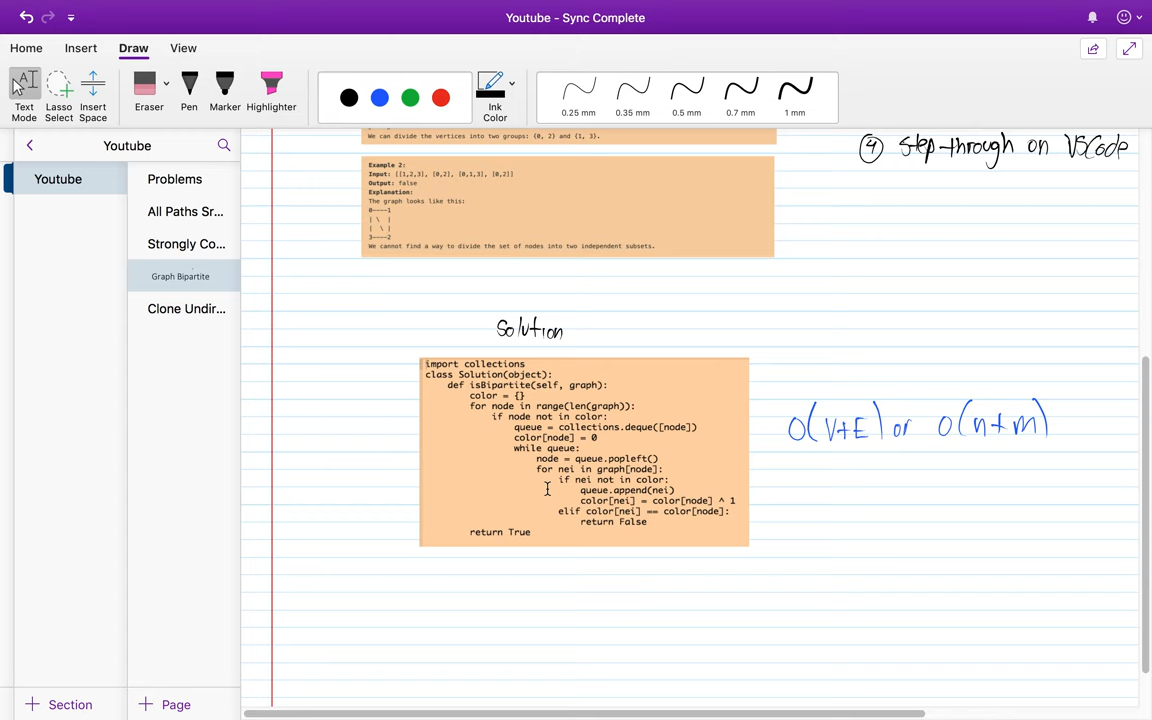 Youtube - Sync Complete
Home Insert Draw View
Text Mode
Lasso Select
Insert Space
Eraser
Pen
Marker
Highlighter
Ink Color
0.25 mm
0.35 mm
0.5 mm
0.7 mm
1 mm
Youtube
Youtube
Problems
All Paths Sr...
Strongly Co...
Graph Bipartite
Clone Undir...
We can divide the vertices into two groups: {0, 2} and {1, 3}.
④ Step-through on VSCode
Example 2:
Input: [[1,2,3], [0,2], [0,1,3], [0,2]]
Output: false
Explanation:
The graph looks like this:
0----1
| \  |
|  \ |
3----2
We cannot find a way to divide the set of nodes into two independent subsets.
Solution
import collections
class Solution(object):
def isBipartite(self, graph):
color = {}
for node in range(len(graph)):
if node not in color:
queue = collections.deque([node])
color[node] = 0
while queue:
node = queue.popleft()
for nei in graph[node]:
if nei not in color:
queue.append(nei)
color[nei] = color[node] ^ 1
elif color[nei] == color[node]:
return False
return True
O(V+E) or O(n+m)
+ Section
+ Page